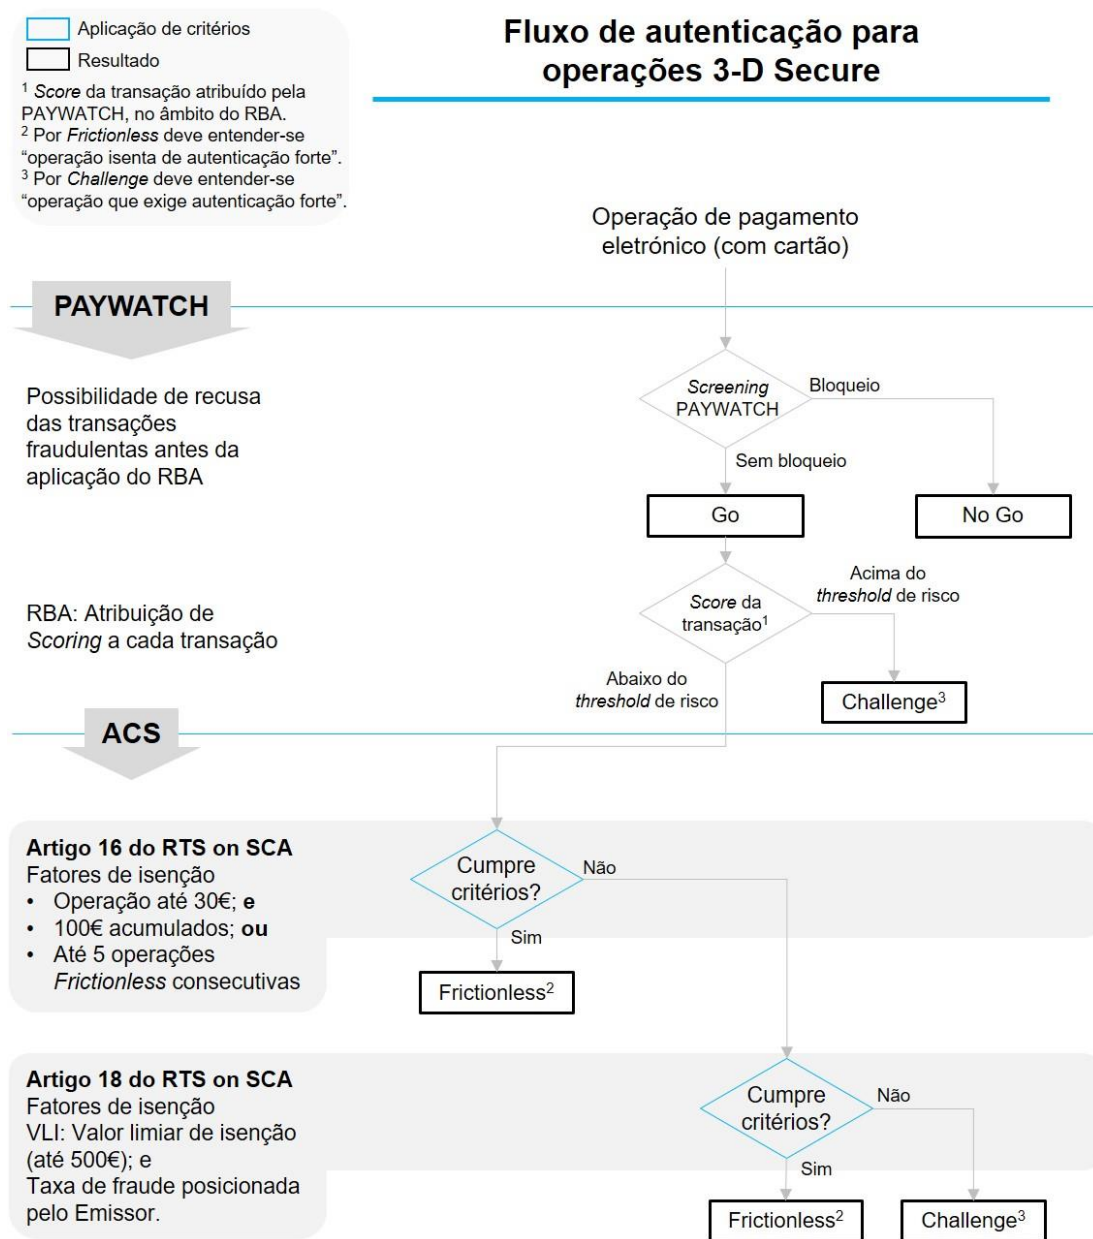 Aplicação de critérios
Resultado
¹ Score da transação atribuído pela
PAYWATCH, no âmbito do RBA.
² Por Frictionless deve entender-se
“operação isenta de autenticação forte”.
³ Por Challenge deve entender-se
“operação que exige autenticação forte”.
Fluxo de autenticação para
operações 3-D Secure
Operação de pagamento
eletrónico (com cartão)
PAYWATCH
Possibilidade de recusa
das transações
fraudulentas antes da
aplicação do RBA
Screening
PAYWATCH
Bloqueio
Sem bloqueio
Go
No Go
RBA: Atribuição de
Scoring a cada transação
Score da
transação¹
Acima do
threshold de risco
Abaixo do
threshold de risco
Challenge³
ACS
Artigo 16 do RTS on SCA
Fatores de isenção
• Operação até 30€; e
• 100€ acumulados; ou
• Até 5 operações
Frictionless consecutivas
Cumpre
critérios?
Não
Sim
Frictionless²
Artigo 18 do RTS on SCA
Fatores de isenção
VLI: Valor limiar de isenção
(até 500€); e
Taxa de fraude posicionada
pelo Emissor.
Cumpre
critérios?
Não
Sim
Frictionless²
Challenge³